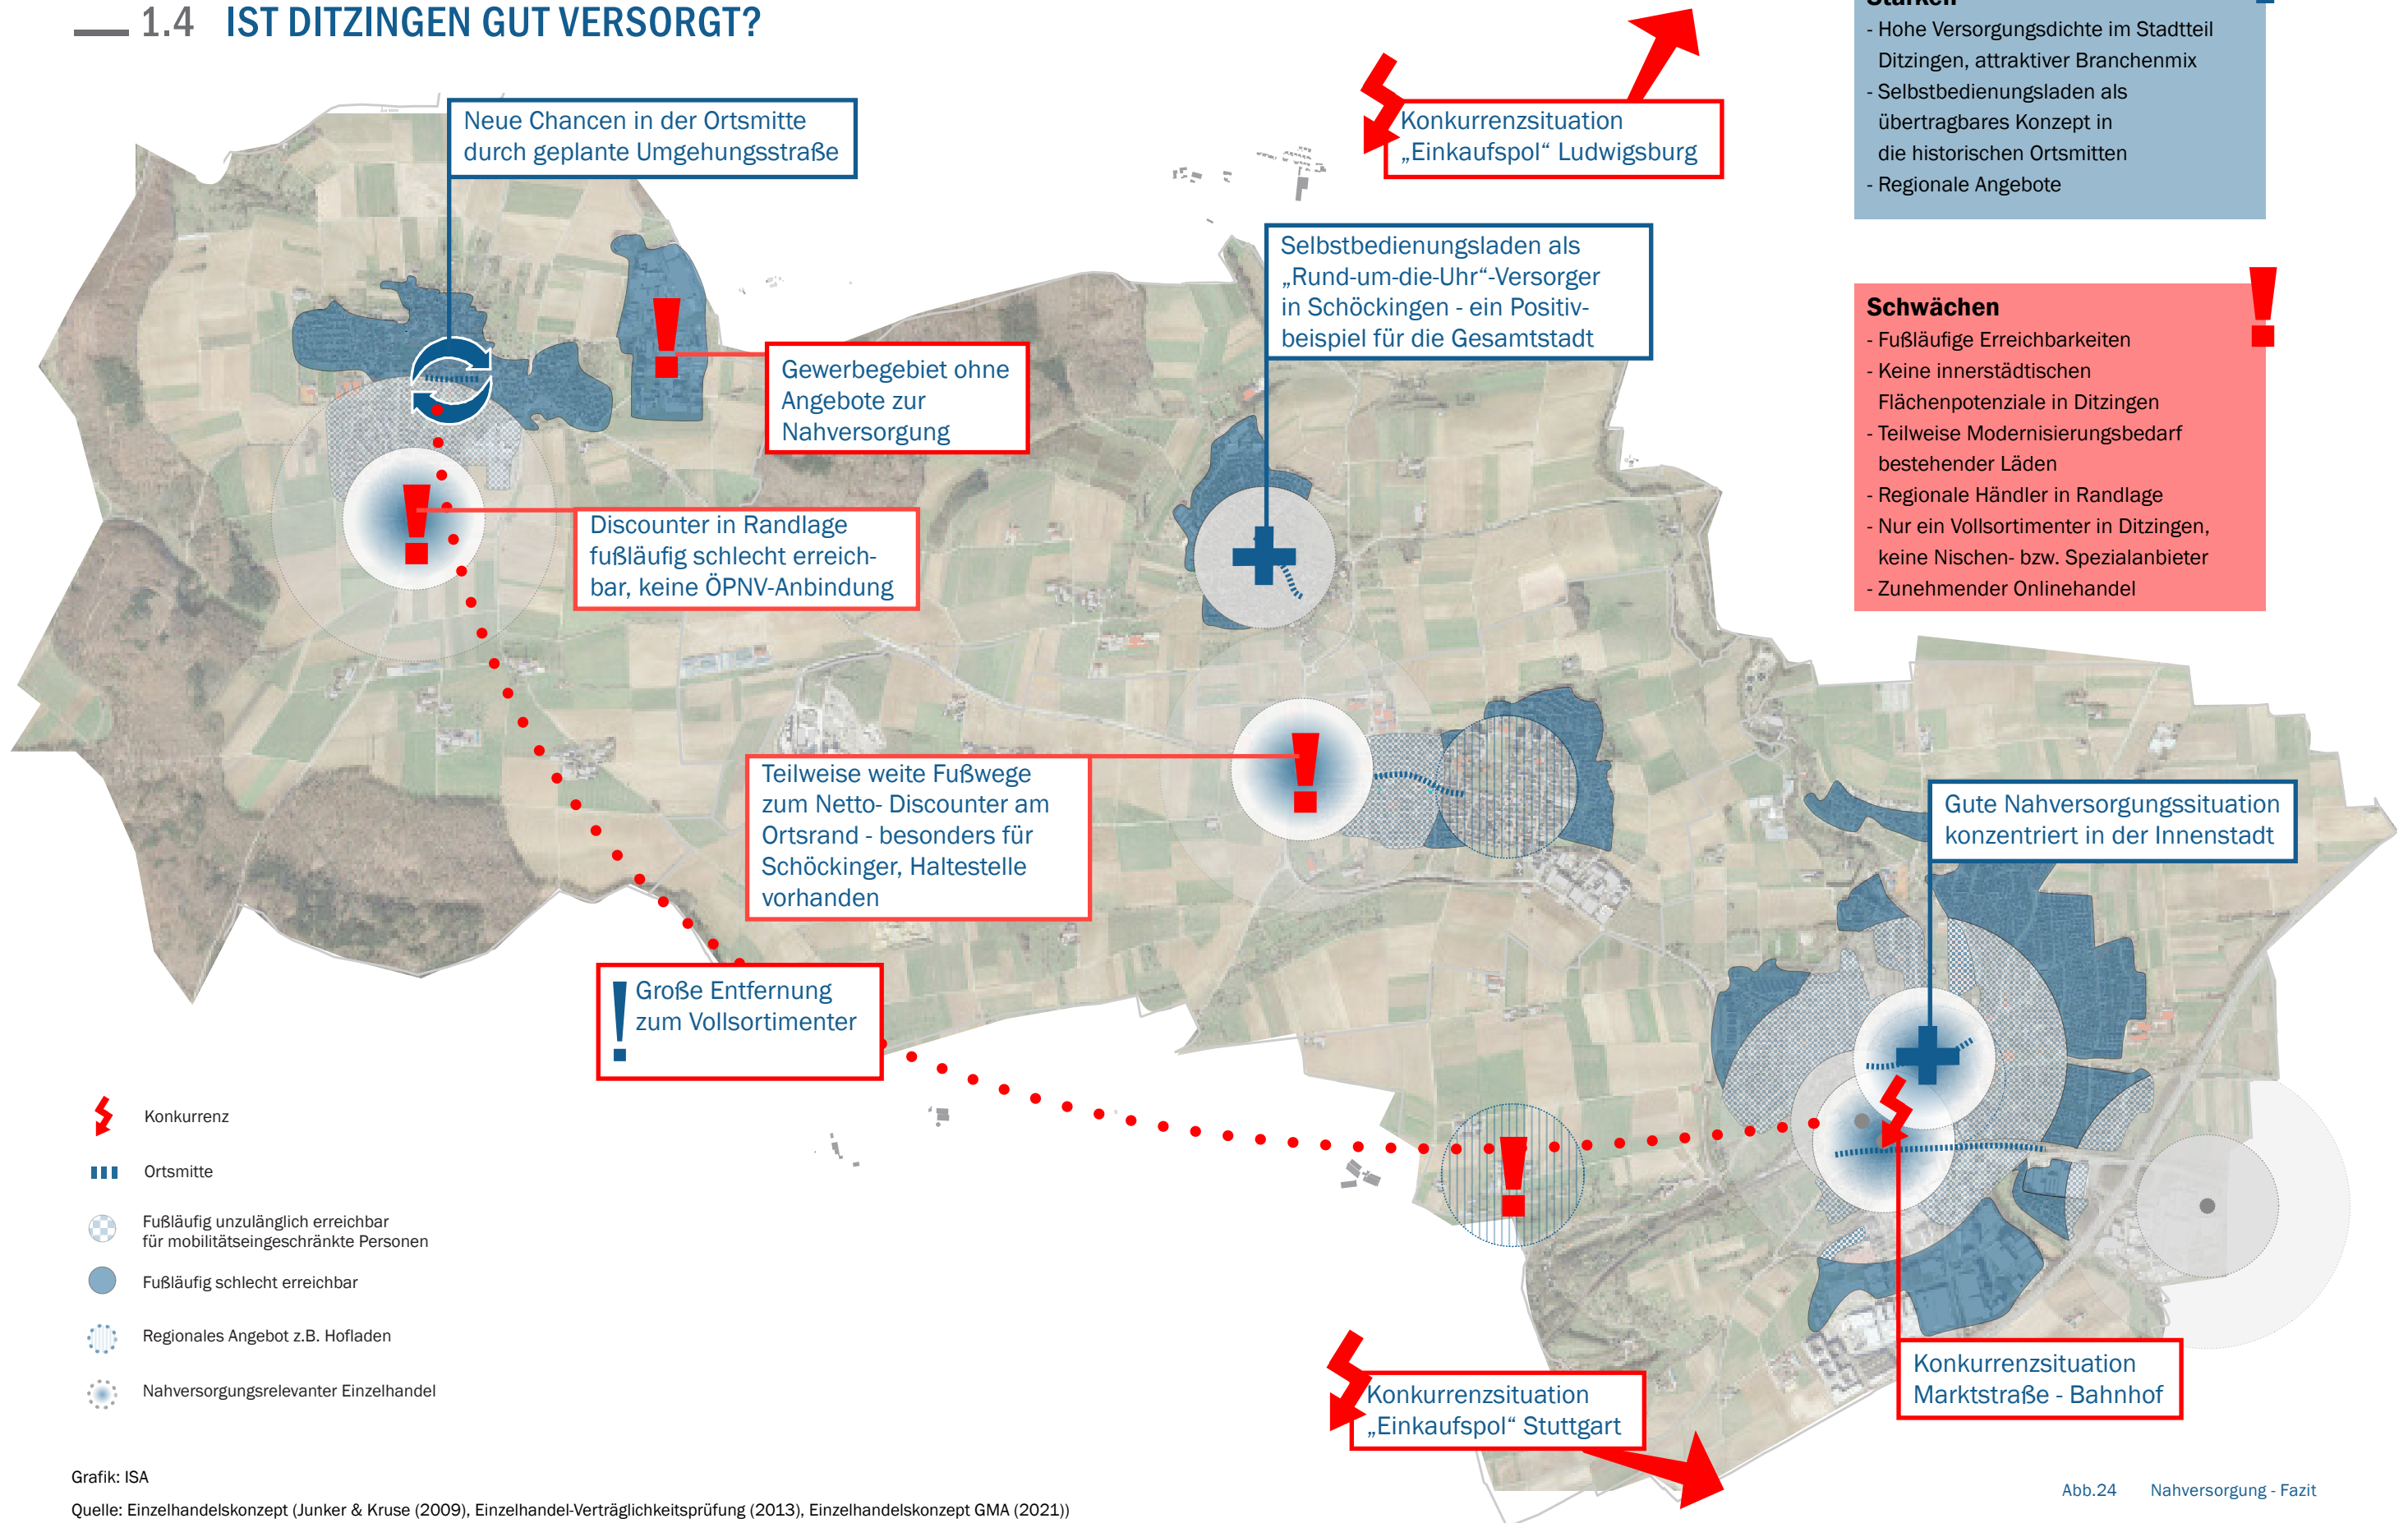 1.4 IST DITZINGEN GUT VERSORGT?
Stärken
- Hohe Versorgungsdichte im Stadtteil
Ditzingen, attraktiver Branchenmix
- Selbstbedienungsladen als
übertragbares Konzept in
die historischen Ortsmitten
- Regionale Angebote
Neue Chancen in der Ortsmitte
durch geplante Umgehungsstraße
Konkurrenzsituation
„Einkaufspol“ Ludwigsburg
Selbstbedienungsladen als
„Rund-um-die-Uhr“-Versorger
in Schöckingen - ein Positiv-
beispiel für die Gesamtstadt
Schwächen
- Fußläufige Erreichbarkeiten
- Keine innerstädtischen
Flächenpotenziale in Ditzingen
- Teilweise Modernisierungsbedarf
bestehender Läden
- Regionale Händler in Randlage
- Nur ein Vollsortimenter in Ditzingen,
keine Nischen- bzw. Spezialanbieter
- Zunehmender Onlinehandel
Gewerbegebiet ohne
Angebote zur
Nahversorgung
Discounter in Randlage
fußläufig schlecht erreich-
bar, keine ÖPNV-Anbindung
Teilweise weite Fußwege
zum Netto- Discounter am
Ortsrand - besonders für
Schöckinger, Haltestelle
vorhanden
Gute Nahversorgungssituation
konzentriert in der Innenstadt
Große Entfernung
zum Vollsortimenter
Konkurrenz
Ortsmitte
Fußläufig unzulänglich erreichbar
für mobilitätseingeschränkte Personen
Fußläufig schlecht erreichbar
Regionales Angebot z.B. Hofladen
Nahversorgungsrelevanter Einzelhandel
Konkurrenzsituation
Marktstraße - Bahnhof
Konkurrenzsituation
„Einkaufspol“ Stuttgart
Grafik: ISA
Quelle: Einzelhandelskonzept (Junker & Kruse (2009), Einzelhandel-Verträglichkeitsprüfung (2013), Einzelhandelskonzept GMA (2021))
Abb.24 Nahversorgung - Fazit